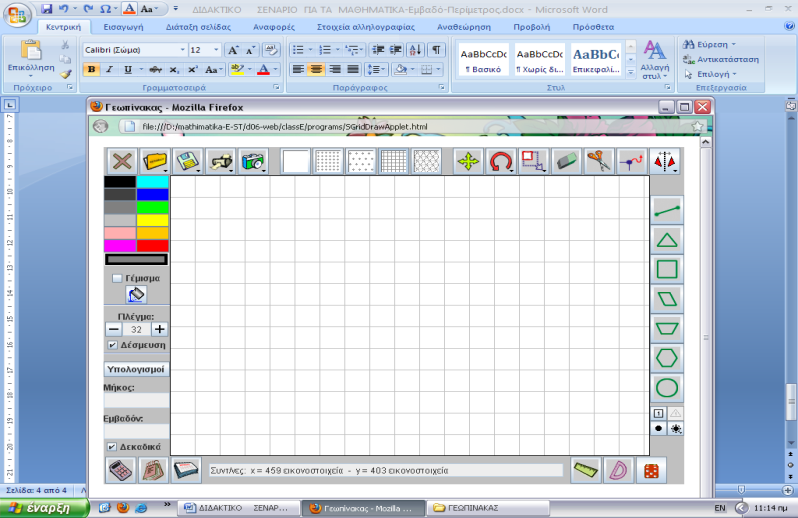 ΔΙΔΑΚΤΙΚΟ ΣΕΝΑΡΙΟ ΓΙΑ ΤΑ ΜΑΘΗΜΑΤΙΚΑ-Εμβαδό-Περίμετρος.docx - Microsoft Word
Κεντρική Εισαγωγή Διάταξη σελίδας Αναφορές Στοιχεία αλληλογραφίας Αναθεώρηση Προβολή Πρόσθετα
Επικόλληση
Calibri (Σώμα) 12
B I U abc x₂ x² Aa
AaBbCcDc AaBbCcDc AaBbC
¶ Βασικό ¶ Χωρίς δι... Επικεφαλί...
Αλλαγή στυλ
Εύρεση
Αντικατάσταση
Επιλογή
Πρόχειρο Γραμματοσειρά Παράγραφος Στυλ Επεξεργασία
Γεωπίνακας - Mozilla Firefox
file:///D:/mathimatika-E-ST/d06-web/classE/programs/SGridDrawApplet.html
Γέμισμα
Πλέγμα:
32
Δέσμευση
Υπολογισμοί
Μήκος:
Εμβαδόν:
Δεκαδικά
Συντ/νες: x = 459 εικονοστοιχεία - y = 403 εικονοστοιχεία
Σελίδα: 4 από 4
έναρξη
ΔΙΔΑΚΤΙΚΟ ΣΕΝΑΡ...
Γεωπίνακας - Mozilla ...
ΓΕΩΠΙΝΑΚΑΣ
EN
11:14 πμ